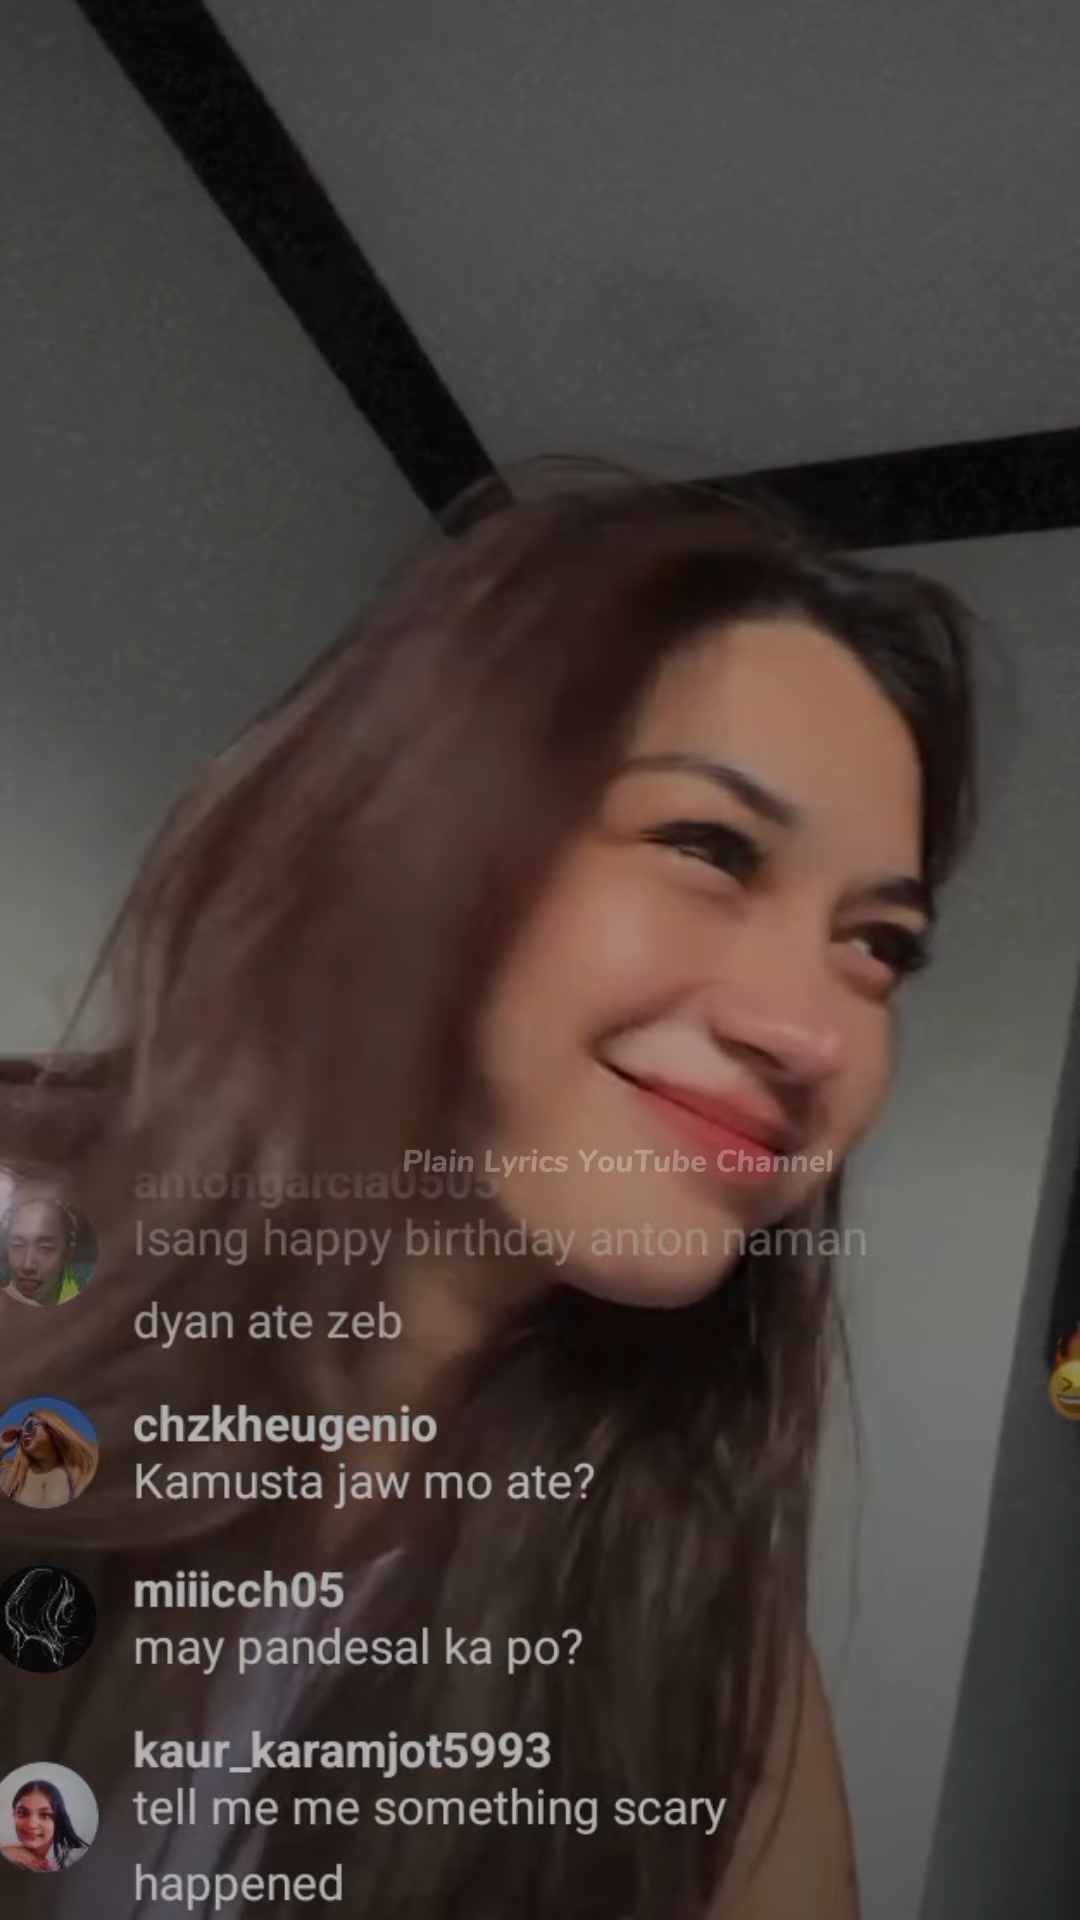 Plain Lyrics YouTube Channel
antongarcia0505
Isang happy birthday anton naman
dyan ate zeb
chzkheugenio
Kamusta jaw mo ate?
miiicch05
may pandesal ka po?
kaur_karamjot5993
tell me me something scary
happened